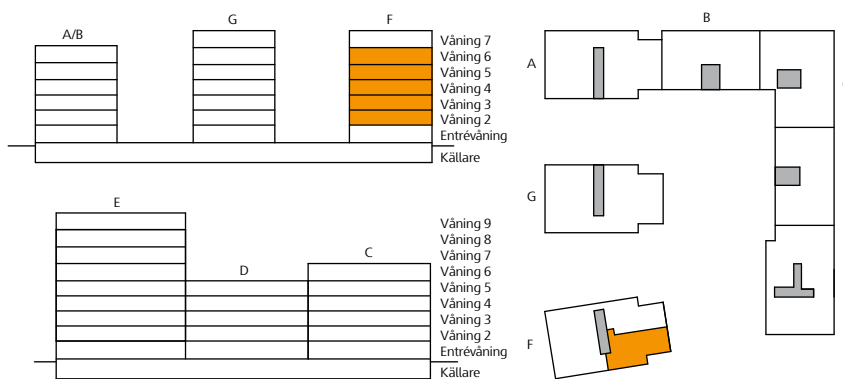 A/B
G
F
Våning 7
Våning 6
Våning 5
Våning 4
Våning 3
Våning 2
Entrévåning
Källare
E
D
C
Våning 9
Våning 8
Våning 7
Våning 6
Våning 5
Våning 4
Våning 3
Våning 2
Entrévåning
Källare
B
A
G
F